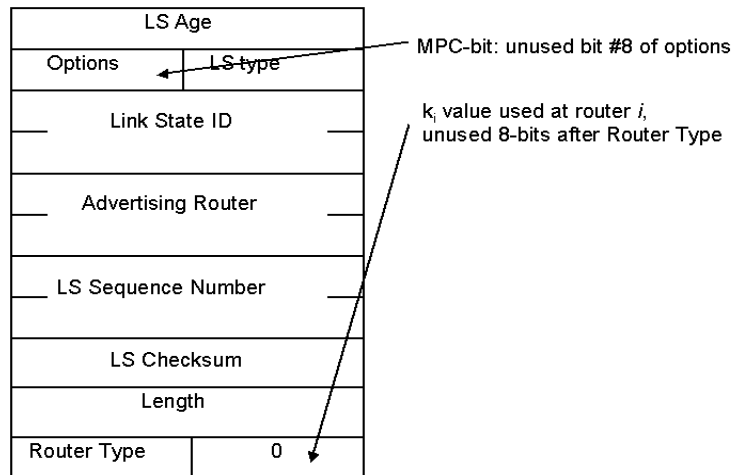 LS Age
Options
LS type
MPC-bit: unused bit #8 of options
Link State ID
kᵢ value used at router i,
unused 8-bits after Router Type
Advertising Router
LS Sequence Number
LS Checksum
Length
Router Type
0